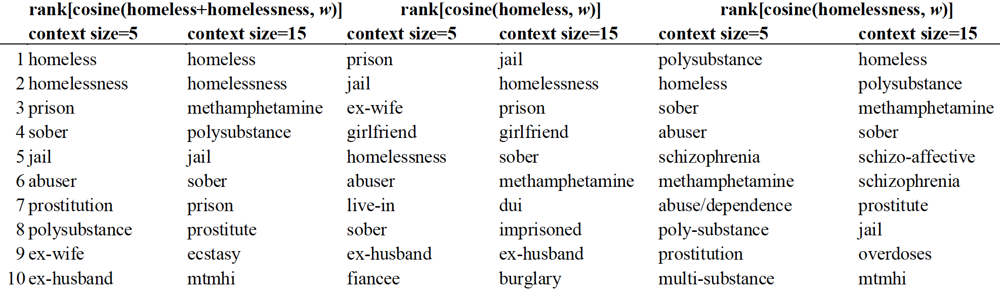 rank[cosine(homeless+homelessness, w)] rank[cosine(homeless, w)] rank[cosine(homelessness, w)]
context size=5 context size=15 context size=5 context size=15 context size=5 context size=15
1 homeless homeless prison jail polysubstance homeless
2 homelessness homelessness jail homelessness homeless polysubstance
3 prison methamphetamine ex-wife prison sober methamphetamine
4 sober polysubstance girlfriend girlfriend abuser sober
5 jail jail homelessness sober schizophrenia schizo-affective
6 abuser sober abuser methamphetamine methamphetamine schizophrenia
7 prostitution prison live-in dui abuse/dependence prostitute
8 polysubstance prostitute sober imprisoned poly-substance jail
9 ex-wife ecstasy ex-husband ex-husband prostitution overdoses
10 ex-husband mtmhi fiancee burglary multi-substance mtmhi